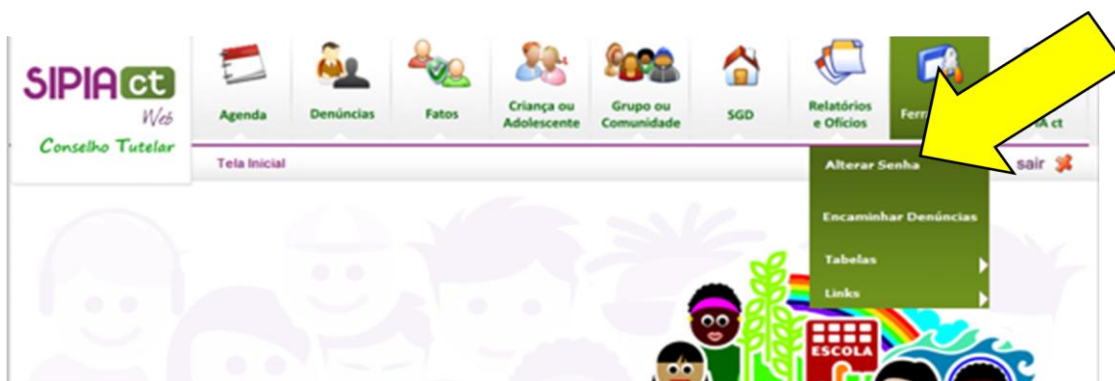 SIPIA ct
Web
Conselho Tutelar
Agenda
Denúncias
Fatos
Criança ou
Adolescente
Grupo ou
Comunidade
SGD
Relatórios
e Ofícios
Tela Inicial
sair
Alterar Senha
Encaminhar Denúncias
Tabelas
Links
ESCOLA